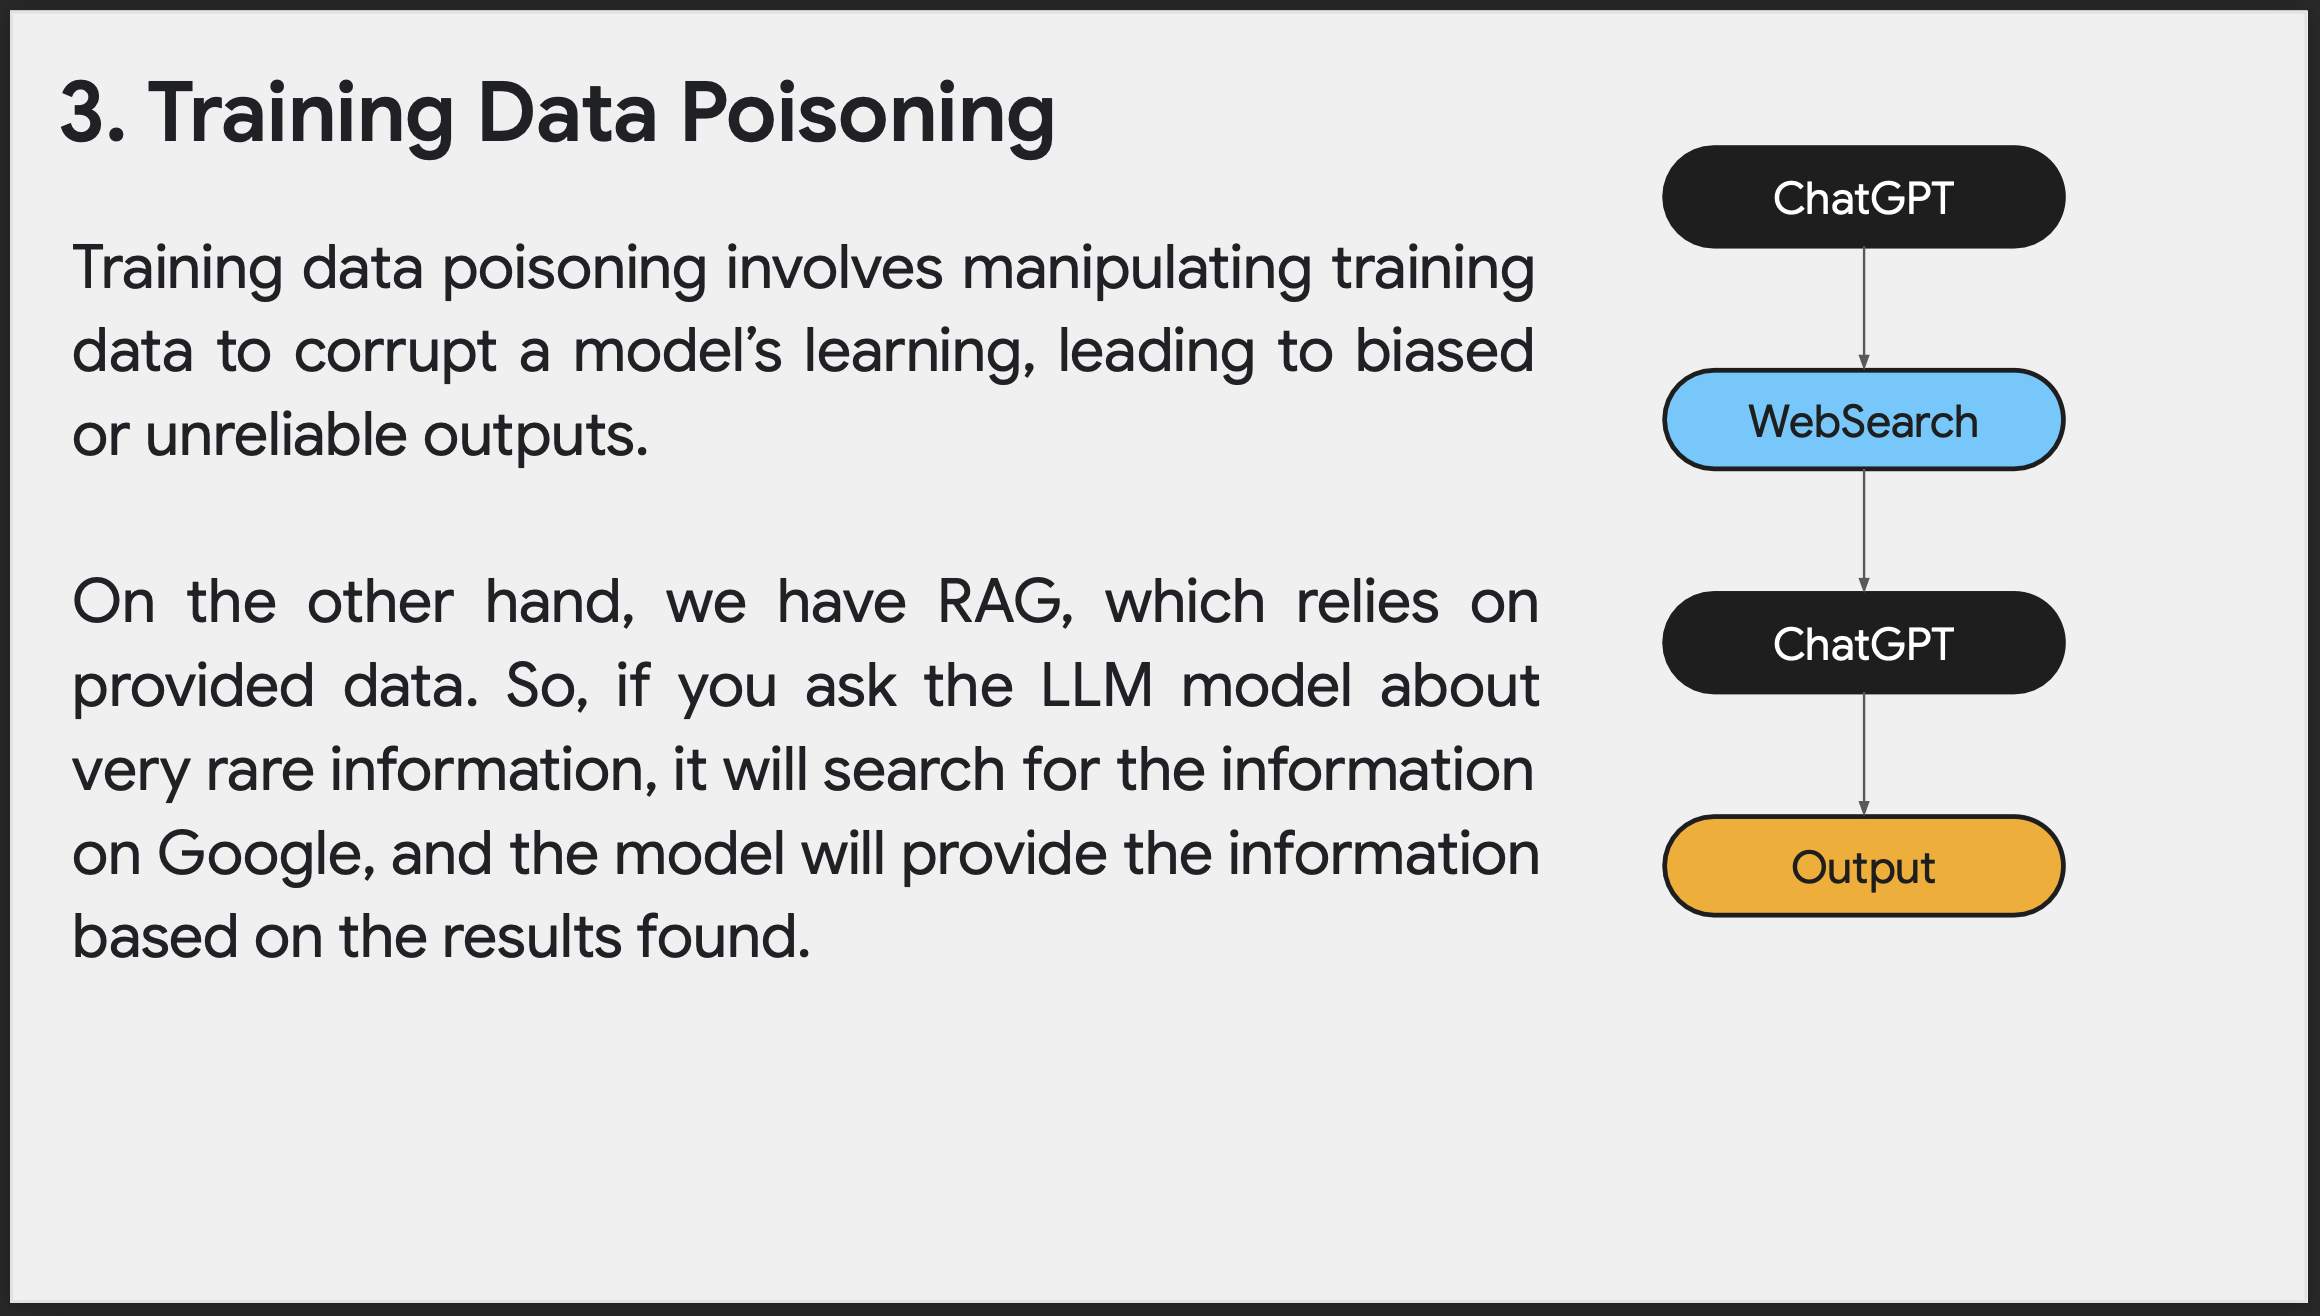 3. Training Data Poisoning
Training data poisoning involves manipulating training
data to corrupt a model’s learning, leading to biased
or unreliable outputs.
On the other hand, we have RAG, which relies on
provided data. So, if you ask the LLM model about
very rare information, it will search for the information
on Google, and the model will provide the information
based on the results found.
ChatGPT
WebSearch
ChatGPT
Output